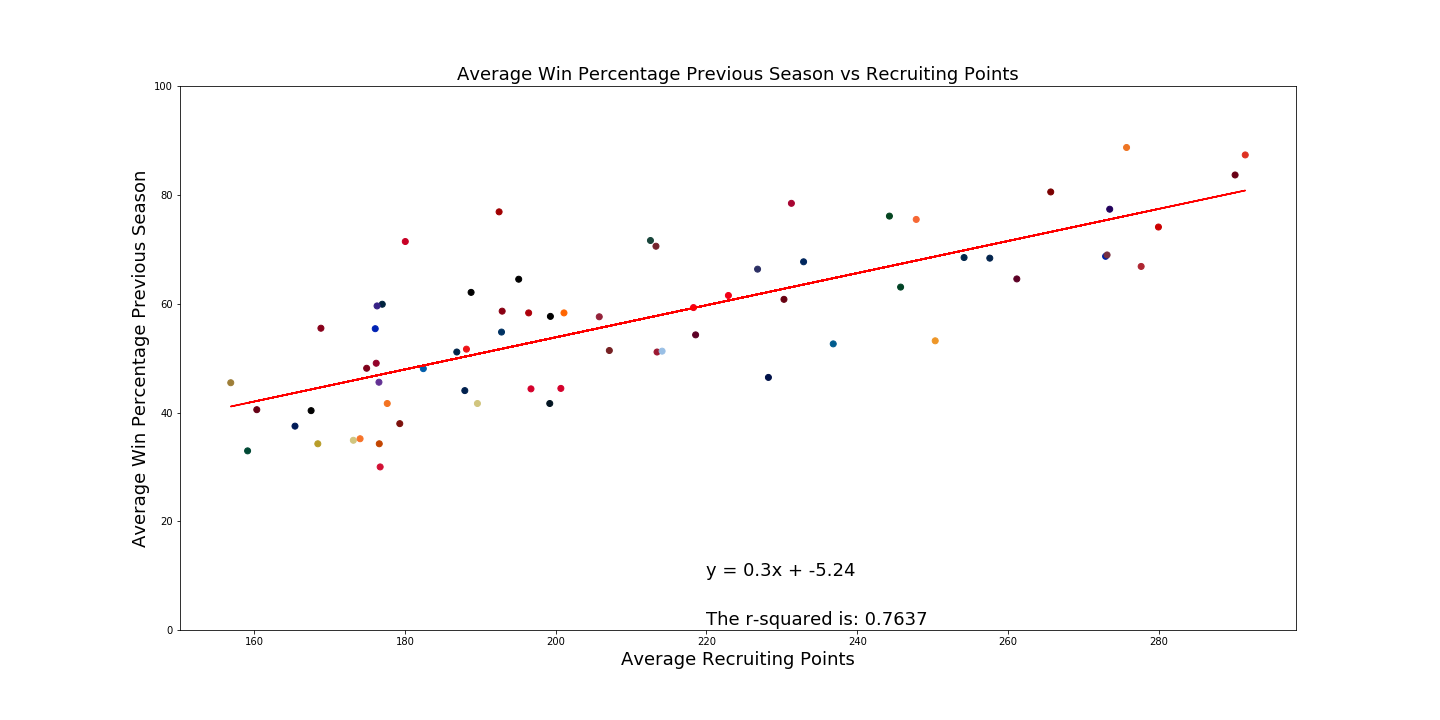 Average Win Percentage Previous Season vs Recruiting Points
Average Win Percentage Previous Season
100
80
60
40
20
0
y = 0.3x + -5.24
The r-squared is: 0.7637
160 180 200 220 240 260 280
Average Recruiting Points